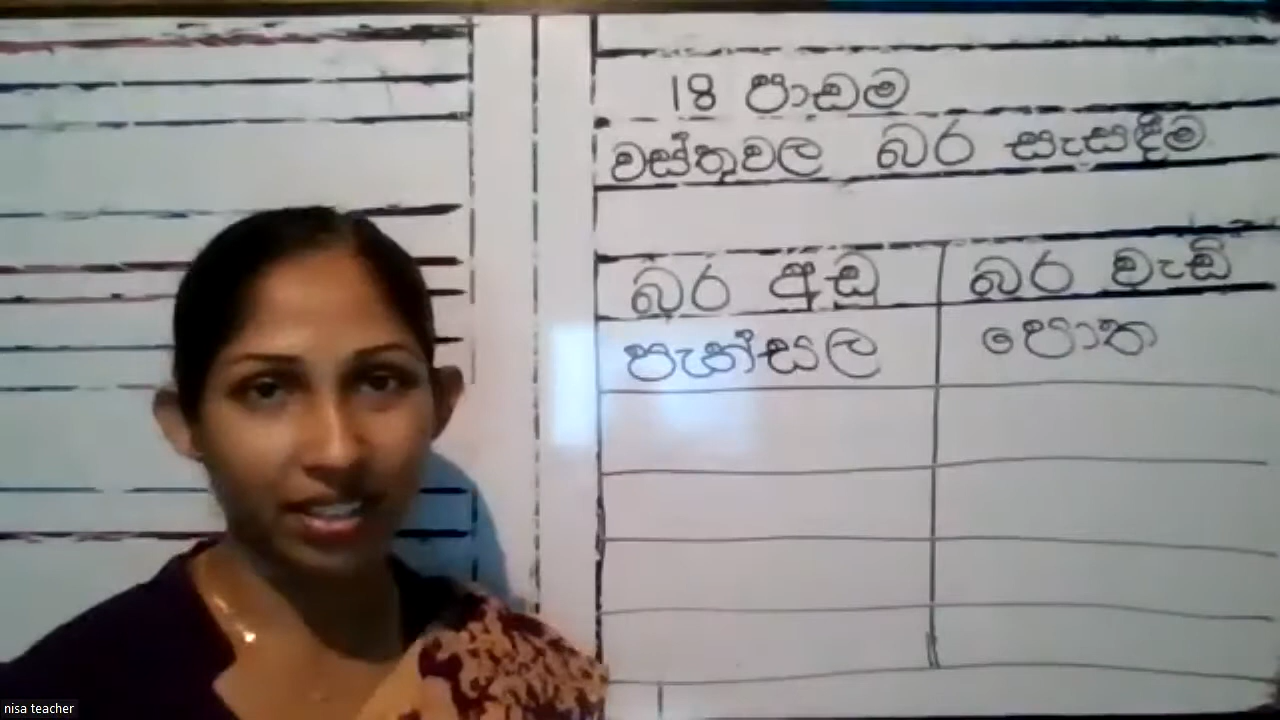 18 පාඩම
වස්තුවල බර සැසඳීම
බර අඩු බර වැඩි
පැන්සල පොත
nisa teacher